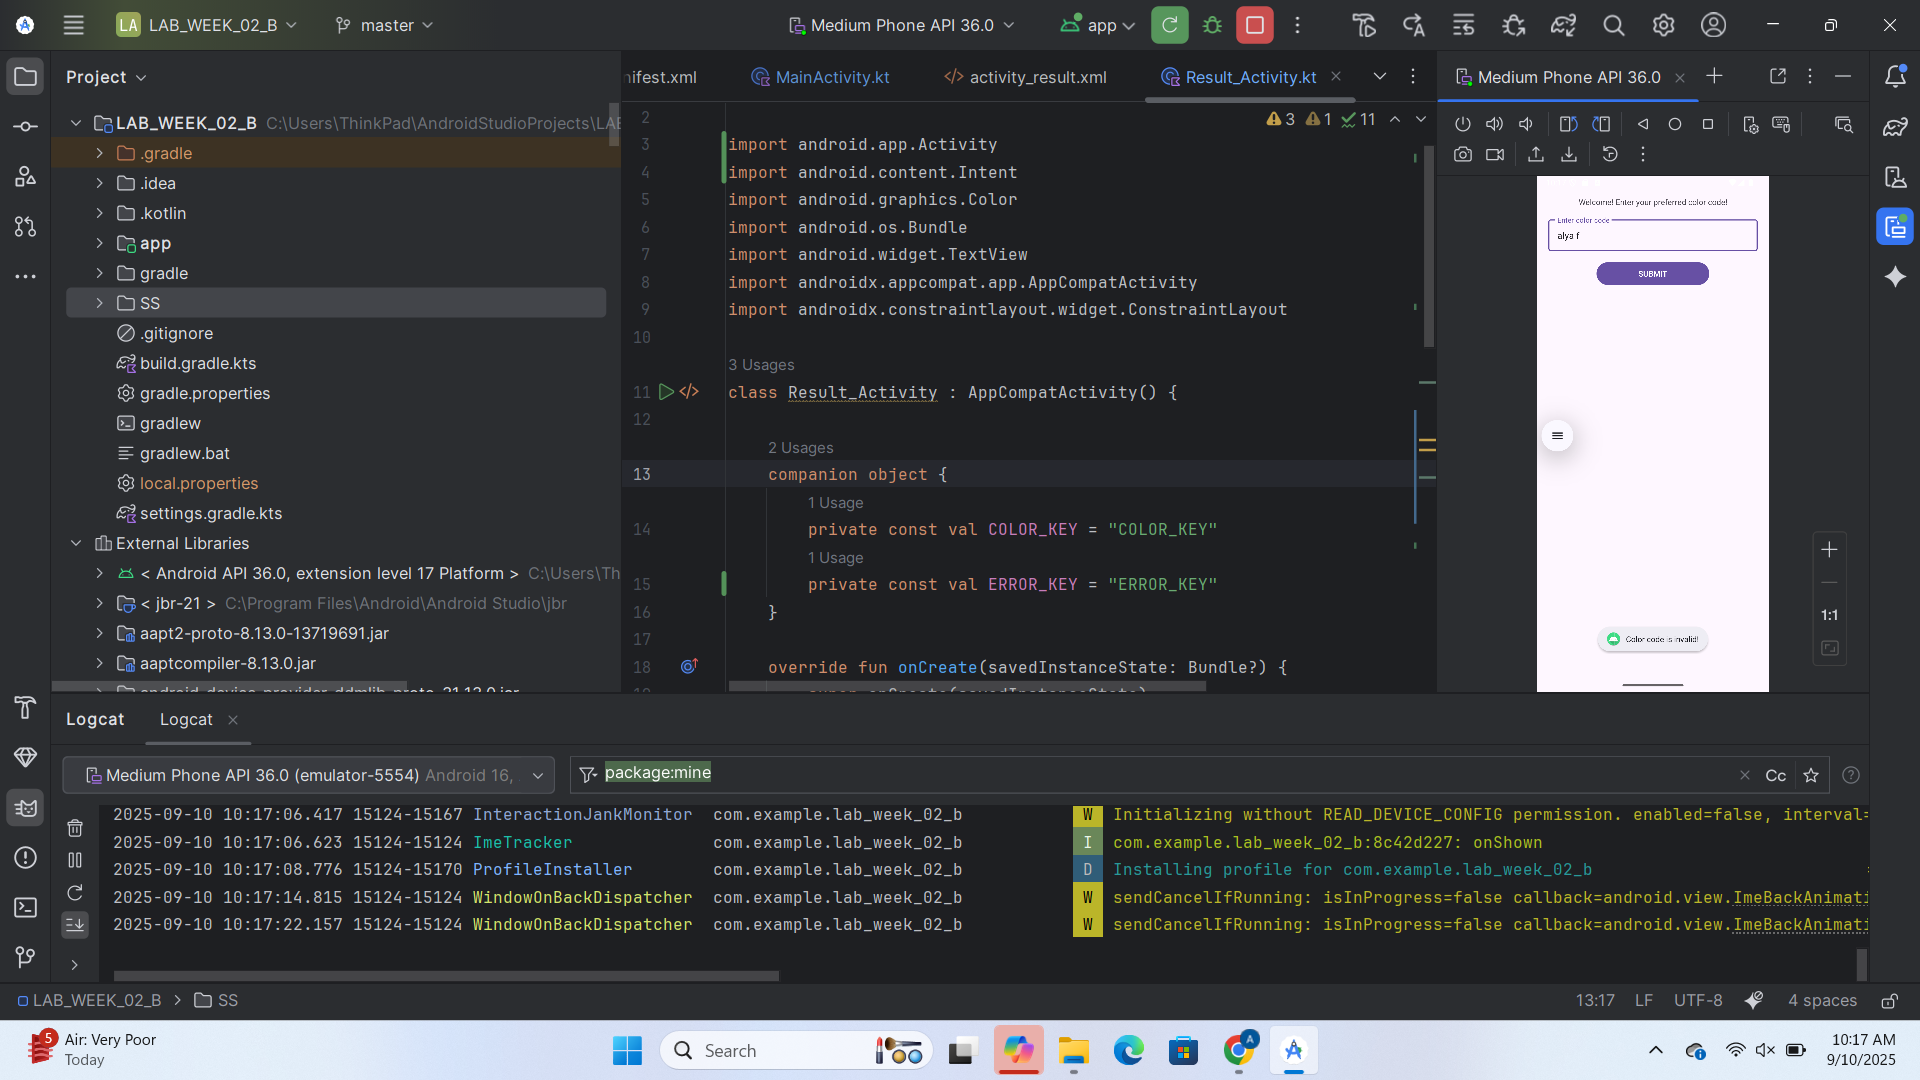 LA LAB_WEEK_02_B master Medium Phone API 36.0 app
Project
LAB_WEEK_02_B C:\Users\ThinkPad\AndroidStudioProjects\LA
.gradle
.idea
.kotlin
app
gradle
SS
.gitignore
build.gradle.kts
gradle.properties
gradlew
gradlew.bat
local.properties
settings.gradle.kts
External Libraries
< Android API 36.0, extension level 17 Platform > C:\Users\Th
< jbr-21 > C:\Program Files\Android\Android Studio\jbr
aapt2-proto-8.13.0-13719691.jar
aaptcompiler-8.13.0.jar
nifest.xml MainActivity.kt activity_result.xml Result_Activity.kt
3 1 11
2
3 import android.app.Activity
4 import android.content.Intent
5 import android.graphics.Color
6 import android.os.Bundle
7 import android.widget.TextView
8 import androidx.appcompat.app.AppCompatActivity
9 import androidx.constraintlayout.widget.ConstraintLayout
10
3 Usages
11 class Result_Activity : AppCompatActivity() {
12
2 Usages
13 companion object {
1 Usage
14 private const val COLOR_KEY = "COLOR_KEY"
1 Usage
15 private const val ERROR_KEY = "ERROR_KEY"
16 }
17
18 override fun onCreate(savedInstanceState: Bundle?) {
Medium Phone API 36.0
Welcome! Enter your preferred color code!
Enter color code
alya f
SUBMIT
Color code is invalid!
1:1
Logcat Logcat
Medium Phone API 36.0 (emulator-5554) Android 16, package:mine Cc
2025-09-10 10:17:06.417 15124-15167 InteractionJankMonitor com.example.lab_week_02_b W Initializing without READ_DEVICE_CONFIG permission. enabled=false, interval=
2025-09-10 10:17:06.623 15124-15124 ImeTracker com.example.lab_week_02_b I com.example.lab_week_02_b:8c42d227: onShown
2025-09-10 10:17:08.776 15124-15170 ProfileInstaller com.example.lab_week_02_b D Installing profile for com.example.lab_week_02_b
2025-09-10 10:17:14.815 15124-15124 WindowOnBackDispatcher com.example.lab_week_02_b W sendCancelIfRunning: isInProgress=false callback=android.view.ImeBackAnimati
2025-09-10 10:17:22.157 15124-15124 WindowOnBackDispatcher com.example.lab_week_02_b W sendCancelIfRunning: isInProgress=false callback=android.view.ImeBackAnimati
LAB_WEEK_02_B > SS 13:17 LF UTF-8 4 spaces
5 Air: Very Poor
Today
Search
A
10:17 AM
9/10/2025